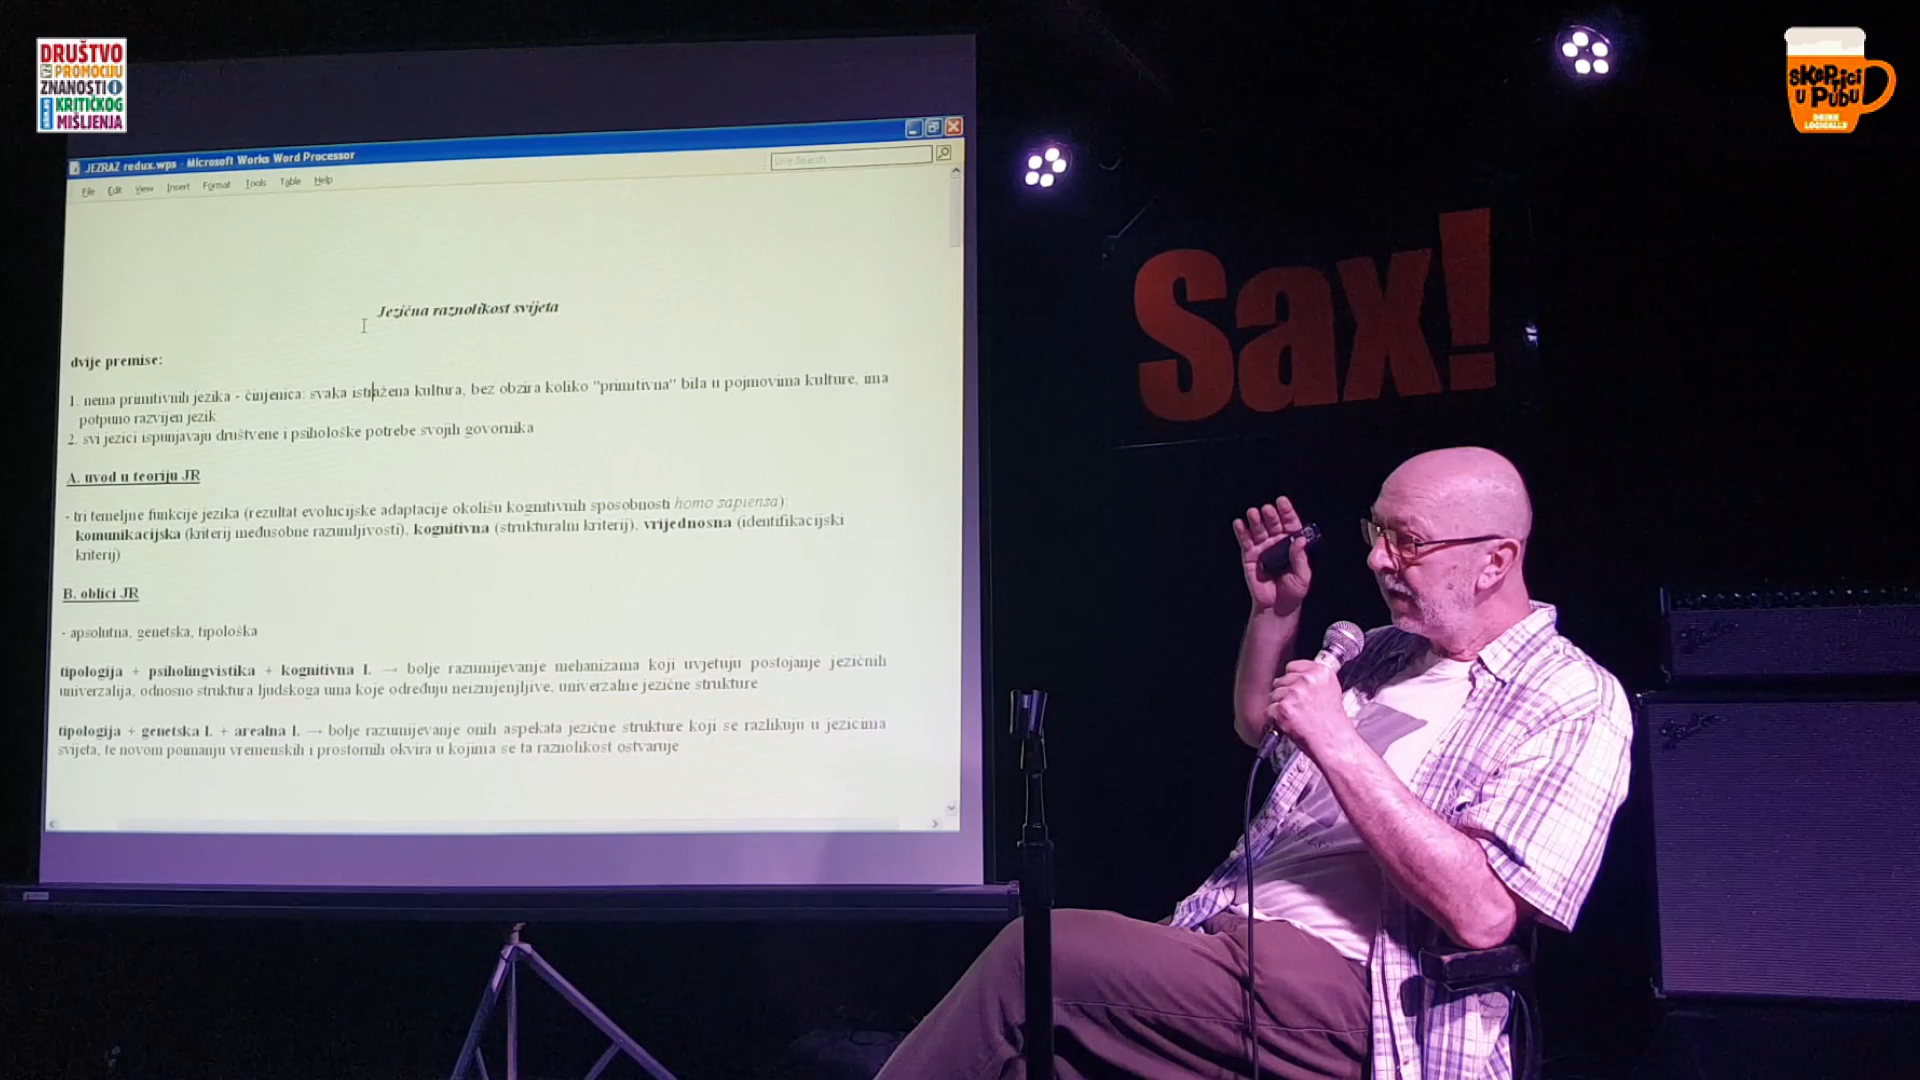 DRUŠTVO
ZA PROMOCIJU
ZNANOSTI I
KRITIČKOG
MIŠLJENJA
SKEPTICI
U PUBU
DRINK
LOGICALLY
JEZRAZ redux.wps - Microsoft Works Word Processor
Live Search
File Edit View Insert Format Tools Table Help
Jezična raznolikost svijeta
dvije premise:
1. nema primitivnih jezika - činjenica: svaka istražena kultura, bez obzira koliko "primitivna" bila u pojmovima kulture, ima
potpuno razvijen jezik
2. svi jezici ispunjavaju društvene i psihološke potrebe svojih govornika
A. uvod u teoriju JR
- tri temeljne funkcije jezika (rezultat evolucijske adaptacije okolišu kognitivnih sposobnosti homo sapiensa):
komunikacijska (kriterij međusobne razumljivosti), kognitivna (strukturalni kriterij), vrijednosna (identifikacijski
kriterij)
B. oblici JR
- apsolutna, genetska, tipološka
tipologija + psiholingvistika + kognitivna l. → bolje razumijevanje mehanizama koji uvjetuju postojanje jezičnih
univerzalija, odnosno struktura ljudskoga uma koje određuju neizmjenjljive, univerzalne jezične strukture
tipologija + genetska l. + arealna l. → bolje razumijevanje onih aspekata jezične strukture koji se razlikuju u jezicima
svijeta, te novom poimanju vremenskih i prostornih okvira u kojima se ta raznolikost ostvaruje
Sax!